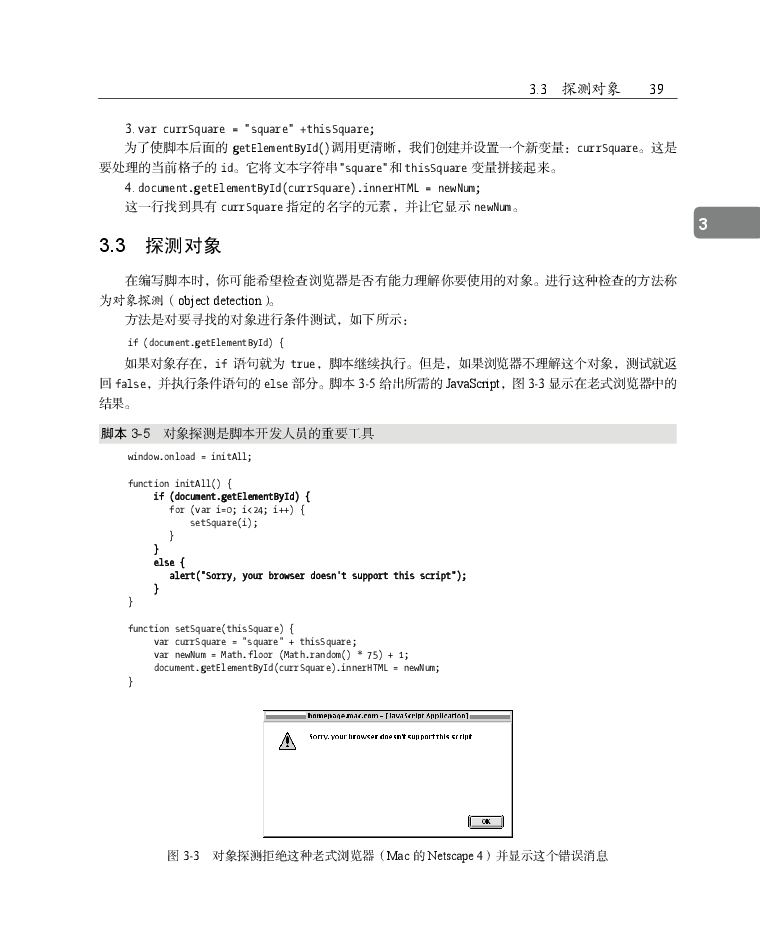 3.3 探测对象 39
3. var currSquare = "square" +thisSquare;
为了使脚本后面的 getElementById()调用更清晰，我们创建并设置一个新变量：currSquare。这是
要处理的当前格子的 id。它将文本字符串"square"和 thisSquare 变量拼接起来。
4. document.getElementById(currSquare).innerHTML = newNum;
这一行找到具有 currSquare 指定的名字的元素，并让它显示 newNum。
3
3.3 探测对象
在编写脚本时，你可能希望检查浏览器是否有能力理解你要使用的对象。进行这种检查的方法称
为对象探测（object detection）。
方法是对要寻找的对象进行条件测试，如下所示：
if (document.getElementById) {
如果对象存在，if 语句就为 true，脚本继续执行。但是，如果浏览器不理解这个对象，测试就返
回 false，并执行条件语句的 else 部分。脚本 3-5 给出所需的 JavaScript，图 3-3 显示在老式浏览器中的
结果。
脚本 3-5 对象探测是脚本开发人员的重要工具
window.onload = initAll;
function initAll() {
if (document.getElementById) {
for (var i=0; i<24; i++) {
setSquare(i);
}
}
else {
alert("Sorry, your browser doesn't support this script");
}
}
function setSquare(thisSquare) {
var currSquare = "square" + thisSquare;
var newNum = Math.floor (Math.random() * 75) + 1;
document.getElementById(currSquare).innerHTML = newNum;
}
homepage.mac.com - [JavaScript Application]
Sorry, your browser doesn't support this script
OK
图 3-3 对象探测拒绝这种老式浏览器（Mac 的 Netscape 4）并显示这个错误消息